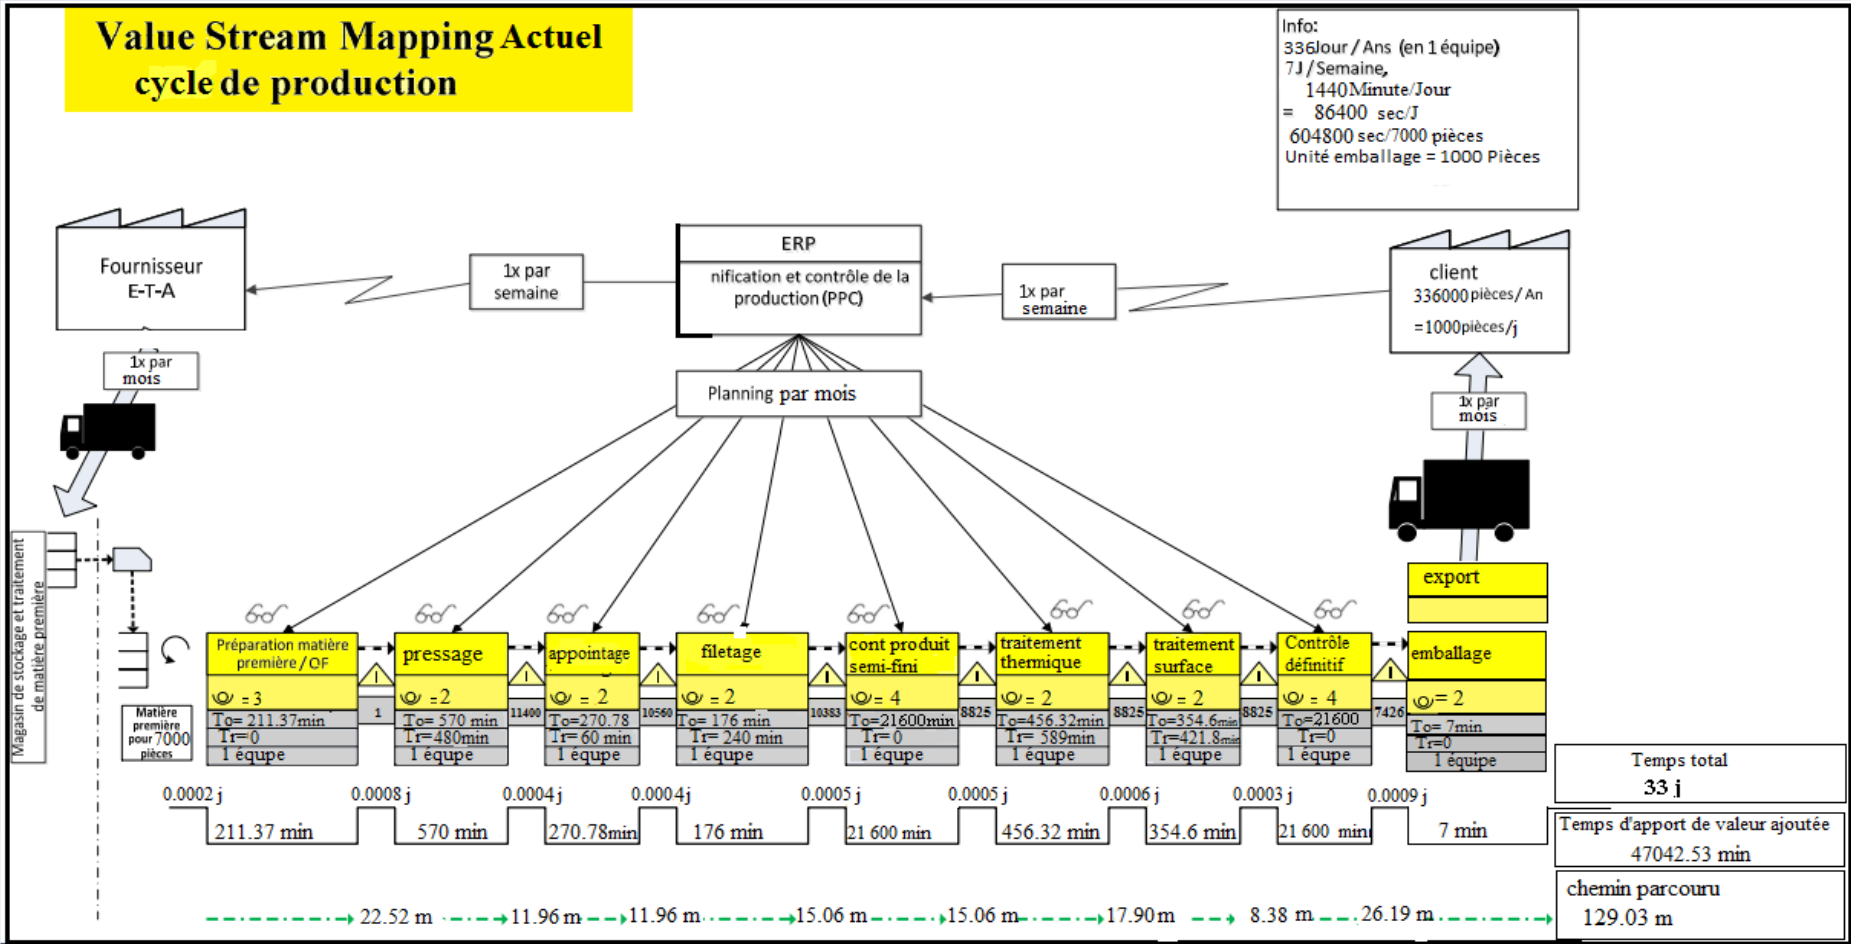 Value Stream Mapping Actuel
cycle de production
Info:
336Jour / Ans (en 1 équipe)
7J / Semaine,
1440 Minute/Jour
= 86400 sec/J
604800 sec/7000 pièces
Unité emballage = 1000 Pièces
Fournisseur
E-T-A
1x par
semaine
ERP
nification et contrôle de la
production (PPC)
1x par
semaine
client
336000 pièces/ An
=1000pièces/j
1x par
mois
Planning par mois
1x par
mois
Magasin de stockage et traitement
de matière première
export
Préparation matière
première / OF
pressage
appointage
filetage
cont produit
semi-fini
traitement
thermique
traitement
surface
Contrôle
définitif
emballage
= 3
= 2
= 2
= 2
= 4
= 2
= 2
= 4
= 2
Matière
première
pour 7000
pièces
1
11400
10560
10383
8825
8825
8825
7426
To= 211.37min
Tr=0
1 équpe
To= 570 min
Tr=480min
1 équpe
To=270.78
Tr= 60 min
1 équpe
To= 176 min
Tr= 240 min
1 équpe
To=21600min
Tr= 0
1 équpe
To=456.32min
Tr= 589min
1 équpe
To=354.6min
Tr=421.8min
1 équpe
To=21600
Tr=0
1 équpe
To= 7min
Tr=0
1 équipe
0.0002 j
0.0008 j
0.0004 j
0.0004 j
0.0005 j
0.0005 j
0.0006 j
0.0003 j
0.0009 j
211.37 min
570 min
270.78min
176 min
21 600 min
456.32 min
354.6 min
21 600 min
7 min
Temps total
33 j
Temps d'apport de valeur ajoutée
47042.53 min
chemin parcouru
129.03 m
22.52 m
11.96 m
11.96 m
15.06 m
15.06 m
17.90 m
8.38 m
26.19 m